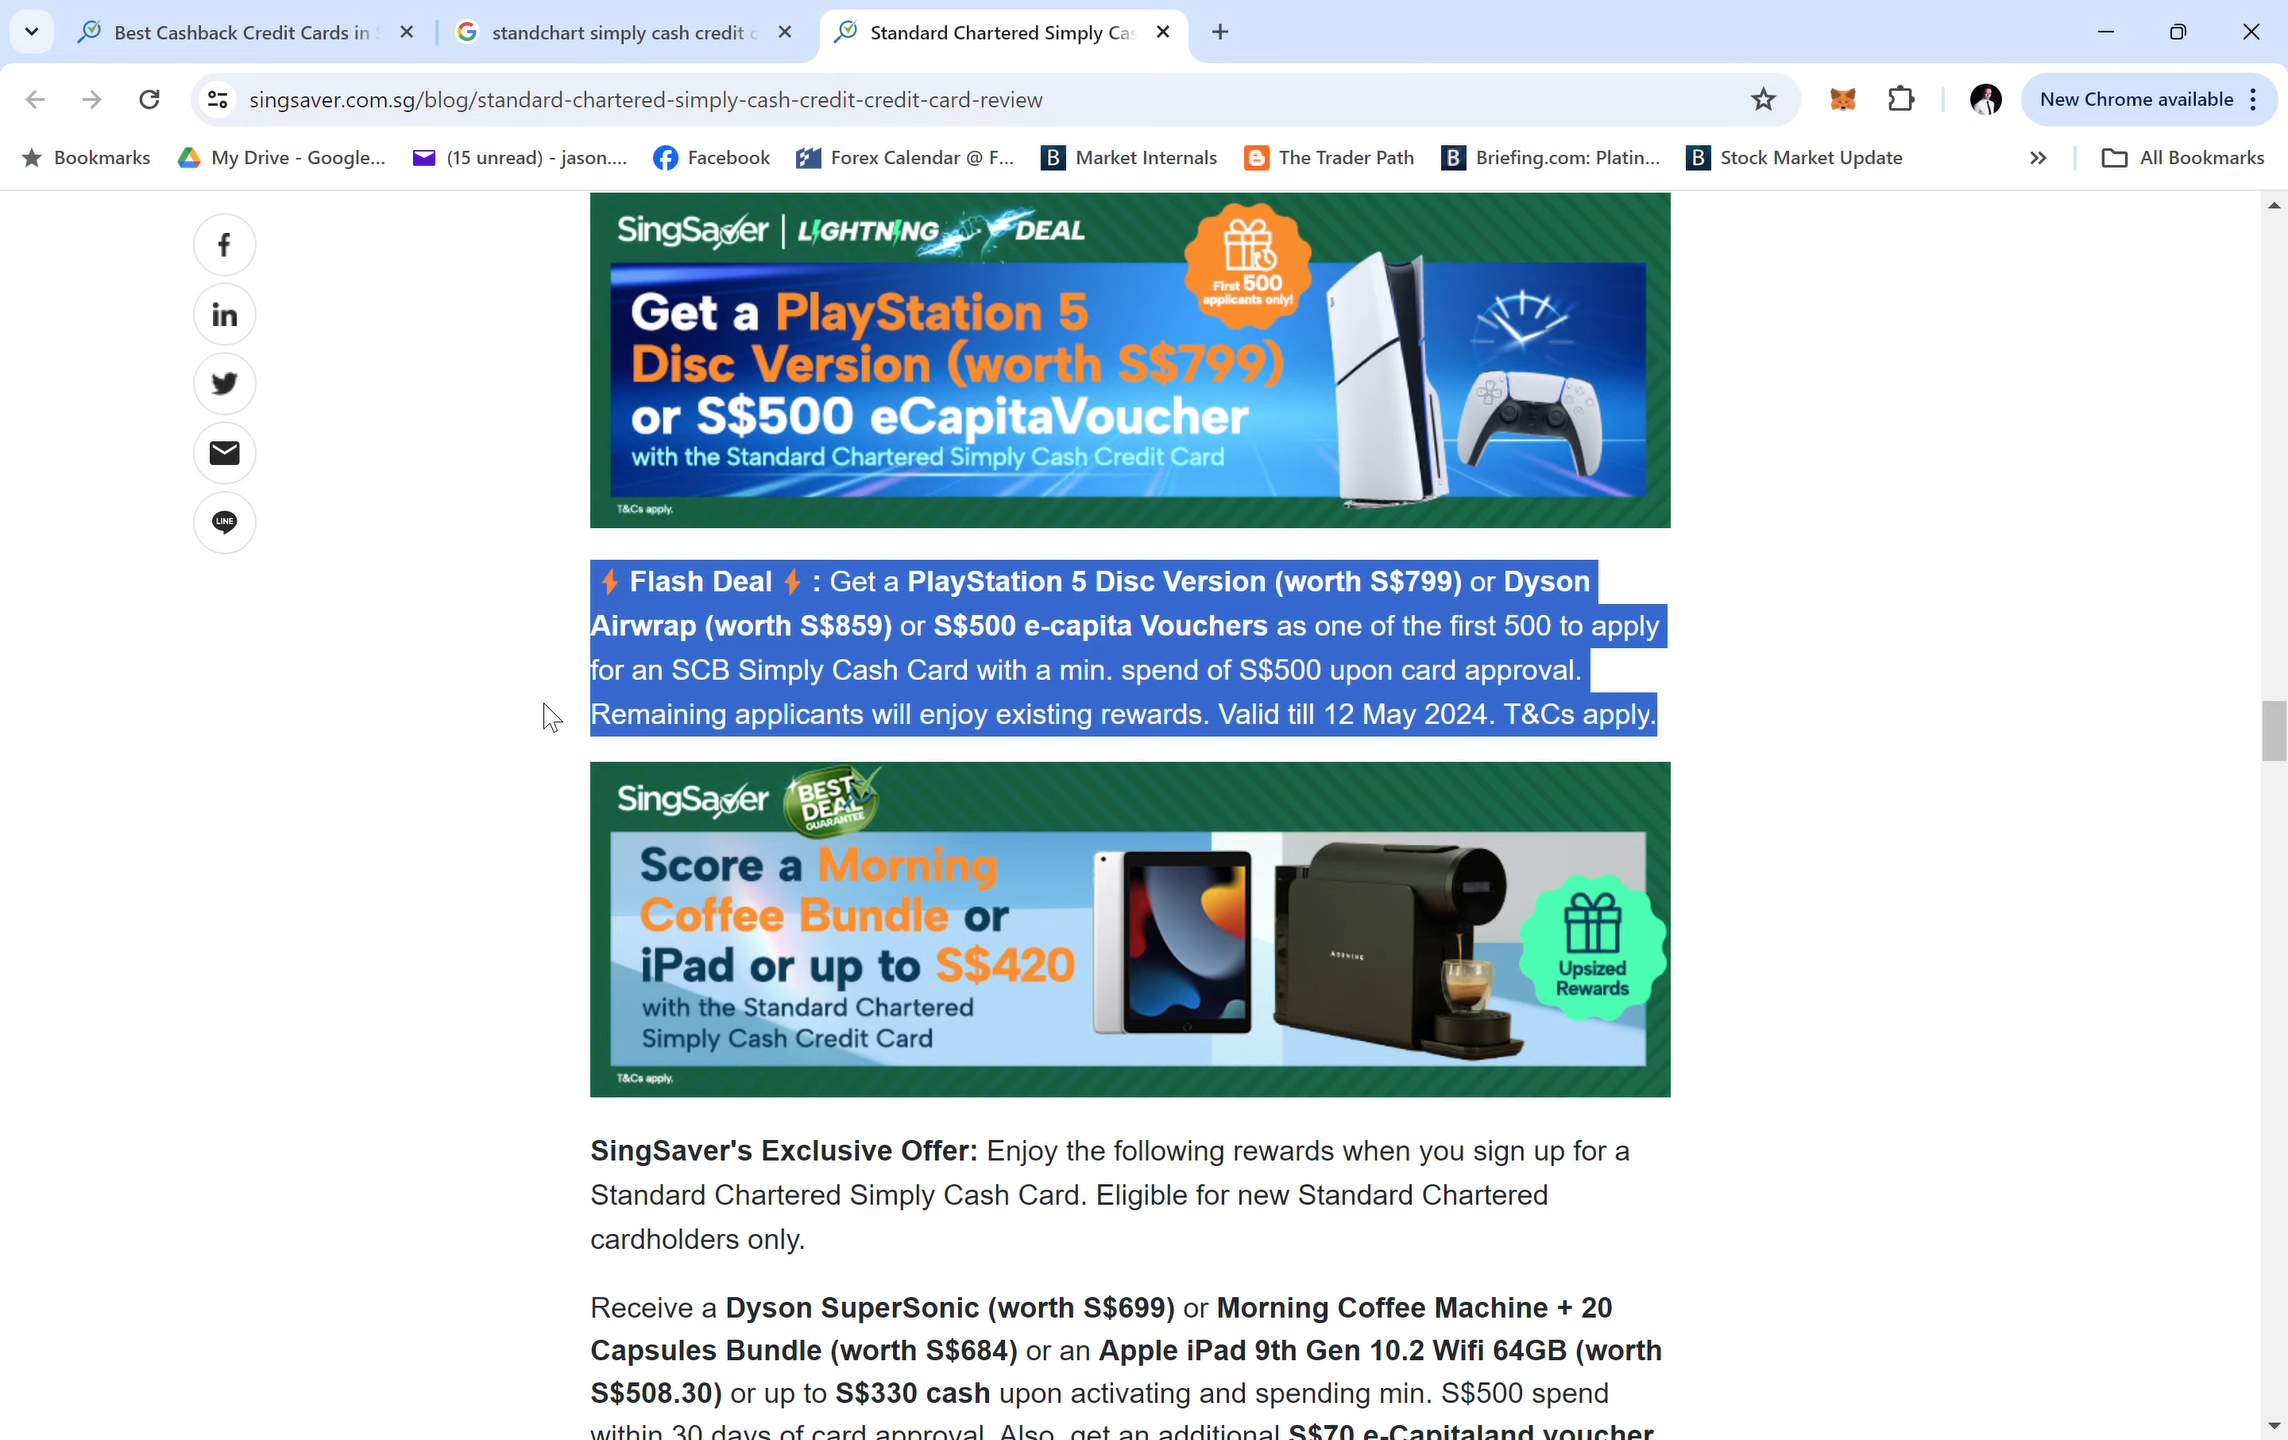 Best Cashback Credit Cards in
standchart simply cash credit
Standard Chartered Simply Ca
singsaver.com.sg/blog/standard-chartered-simply-cash-credit-credit-card-review
New Chrome available
Bookmarks
My Drive - Google...
(15 unread) - jason....
Facebook
Forex Calendar @ F...
B Market Internals
The Trader Path
B Briefing.com: Platin...
B Stock Market Update
All Bookmarks
SingSaver | LIGHTNING DEAL
First 500
applicants only!
Get a PlayStation 5
Disc Version (worth S$799)
or S$500 eCapitaVoucher
with the Standard Chartered Simply Cash Credit Card
T&Cs apply.
f
in
LINE
⚡ Flash Deal ⚡ : Get a PlayStation 5 Disc Version (worth S$799) or Dyson
Airwrap (worth S$859) or S$500 e-capita Vouchers as one of the first 500 to apply
for an SCB Simply Cash Card with a min. spend of S$500 upon card approval.
Remaining applicants will enjoy existing rewards. Valid till 12 May 2024. T&Cs apply.
SingSaver
BEST
DEAL
GUARANTEE
Score a Morning
Coffee Bundle or
iPad or up to S$420
with the Standard Chartered
Simply Cash Credit Card
MORNING
Upsized
Rewards
T&Cs apply.
SingSaver's Exclusive Offer: Enjoy the following rewards when you sign up for a
Standard Chartered Simply Cash Card. Eligible for new Standard Chartered
cardholders only.
Receive a Dyson SuperSonic (worth S$699) or Morning Coffee Machine + 20
Capsules Bundle (worth S$684) or an Apple iPad 9th Gen 10.2 Wifi 64GB (worth
S$508.30) or up to S$330 cash upon activating and spending min. S$500 spend
within 30 days of card approval. Also, get an additional S$70 e-Capitaland voucher